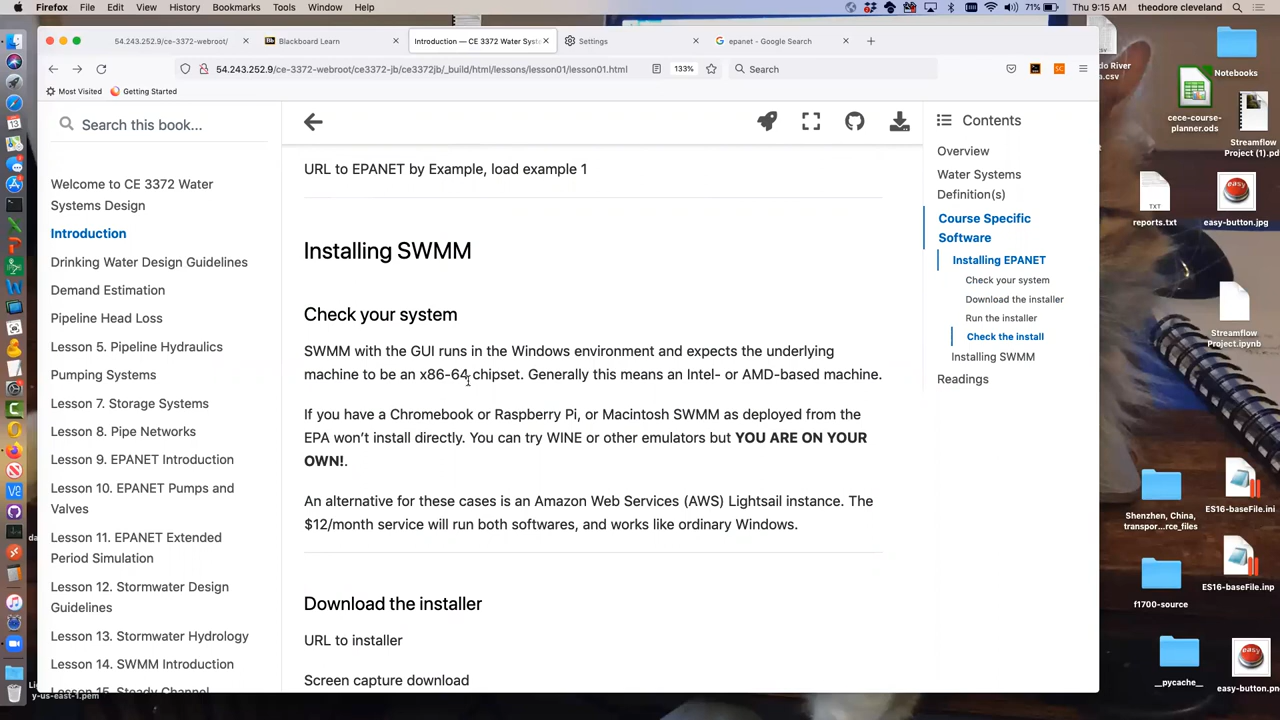 Firefox File Edit View History Bookmarks Tools Window Help 71% Thu 9:15 AM theodore cleveland
54.243.252.9/ce-3372-webroot/
Blackboard Learn
Introduction — CE 3372 Water Syst
Settings
epanet - Google Search
54.243.252.9/ce-3372-webroot/ce3372-jb/ce3372jb/_build/html/lessons/lesson01/lesson01.html
133%
Search
Most Visited
Getting Started
Search this book...
Welcome to CE 3372 Water
Systems Design
Introduction
Drinking Water Design Guidelines
Demand Estimation
Pipeline Head Loss
Lesson 5. Pipeline Hydraulics
Pumping Systems
Lesson 7. Storage Systems
Lesson 8. Pipe Networks
Lesson 9. EPANET Introduction
Lesson 10. EPANET Pumps and
Valves
Lesson 11. EPANET Extended
Period Simulation
Lesson 12. Stormwater Design
Guidelines
Lesson 13. Stormwater Hydrology
Lesson 14. SWMM Introduction
Lesson 15. Steady Channel
URL to EPANET by Example, load example 1
Installing SWMM
Check your system
SWMM with the GUI runs in the Windows environment and expects the underlying
machine to be an x86-64 chipset. Generally this means an Intel- or AMD-based machine.
If you have a Chromebook or Raspberry Pi, or Macintosh SWMM as deployed from the
EPA won't install directly. You can try WINE or other emulators but YOU ARE ON YOUR
OWN!.
An alternative for these cases is an Amazon Web Services (AWS) Lightsail instance. The
$12/month service will run both softwares, and works like ordinary Windows.
Download the installer
URL to installer
Screen capture download
Contents
Overview
Water Systems
Definition(s)
Course Specific
Software
Installing EPANET
Check your system
Download the installer
Run the installer
Check the install
Installing SWMM
Readings
Notebooks
cece-course-
planner.ods
Streamflow
Project (1).pd
TXT
reports.txt
easy
easy-button.jpg
Streamflow
Project.ipynb
Shenzhen, China,
transpor...rce_files
ES16-baseFile.ini
f1700-source
ES16-baseFile.inp
__pycache__
easy
easy-button.pn
y-us-east-1.pem